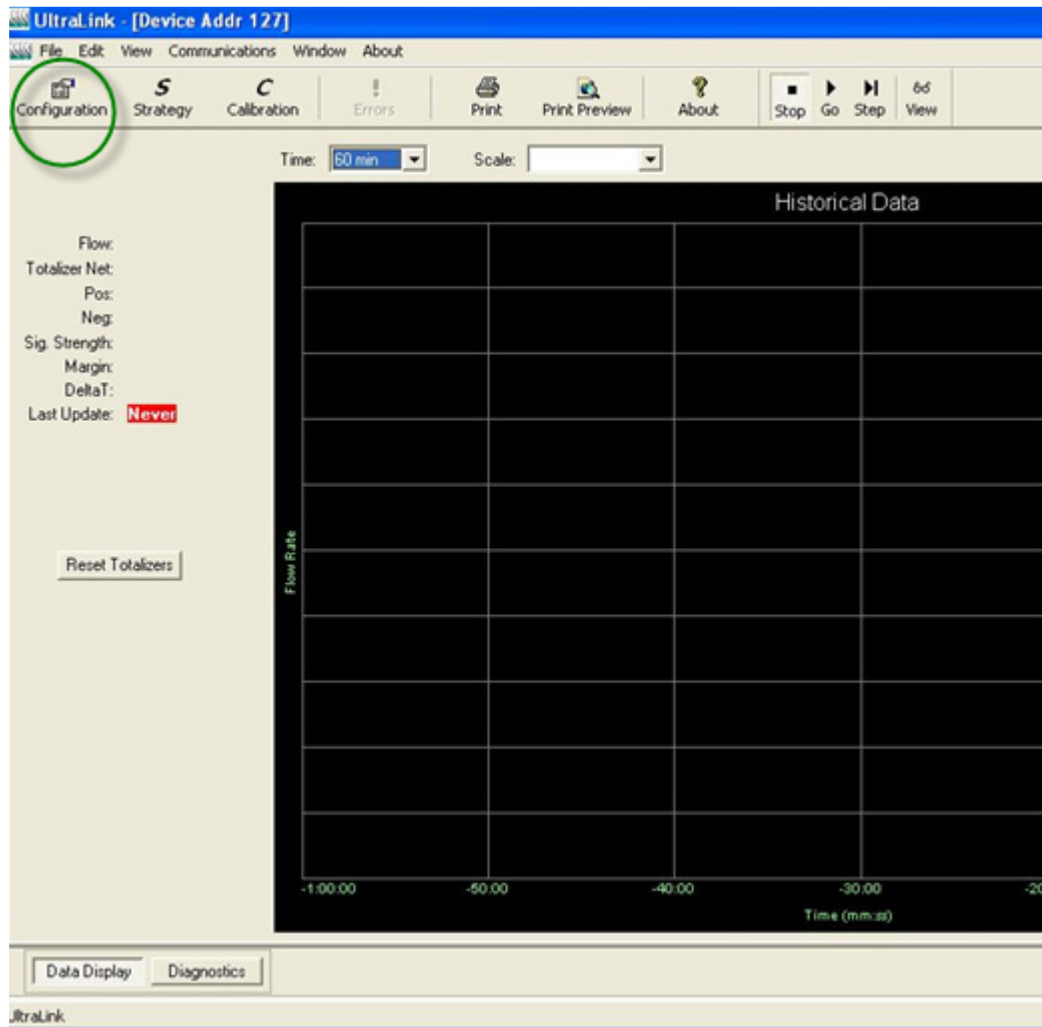 UltraLink - [Device Addr 127]
File Edit View Communications Window About
Configuration Strategy Calibration Errors Print Print Preview About Stop Go Step View
Time: 60 min Scale:
Historical Data
Flow:
Totalizer Net:
Pos:
Neg:
Sig. Strength:
Margin:
DeltaT:
Last Update: Never
Reset Totalizers
Flow Rate
-1:00:00 -50:00 -40:00 -30:00 -20
Time (mm:ss)
Data Display Diagnostics
UltraLink